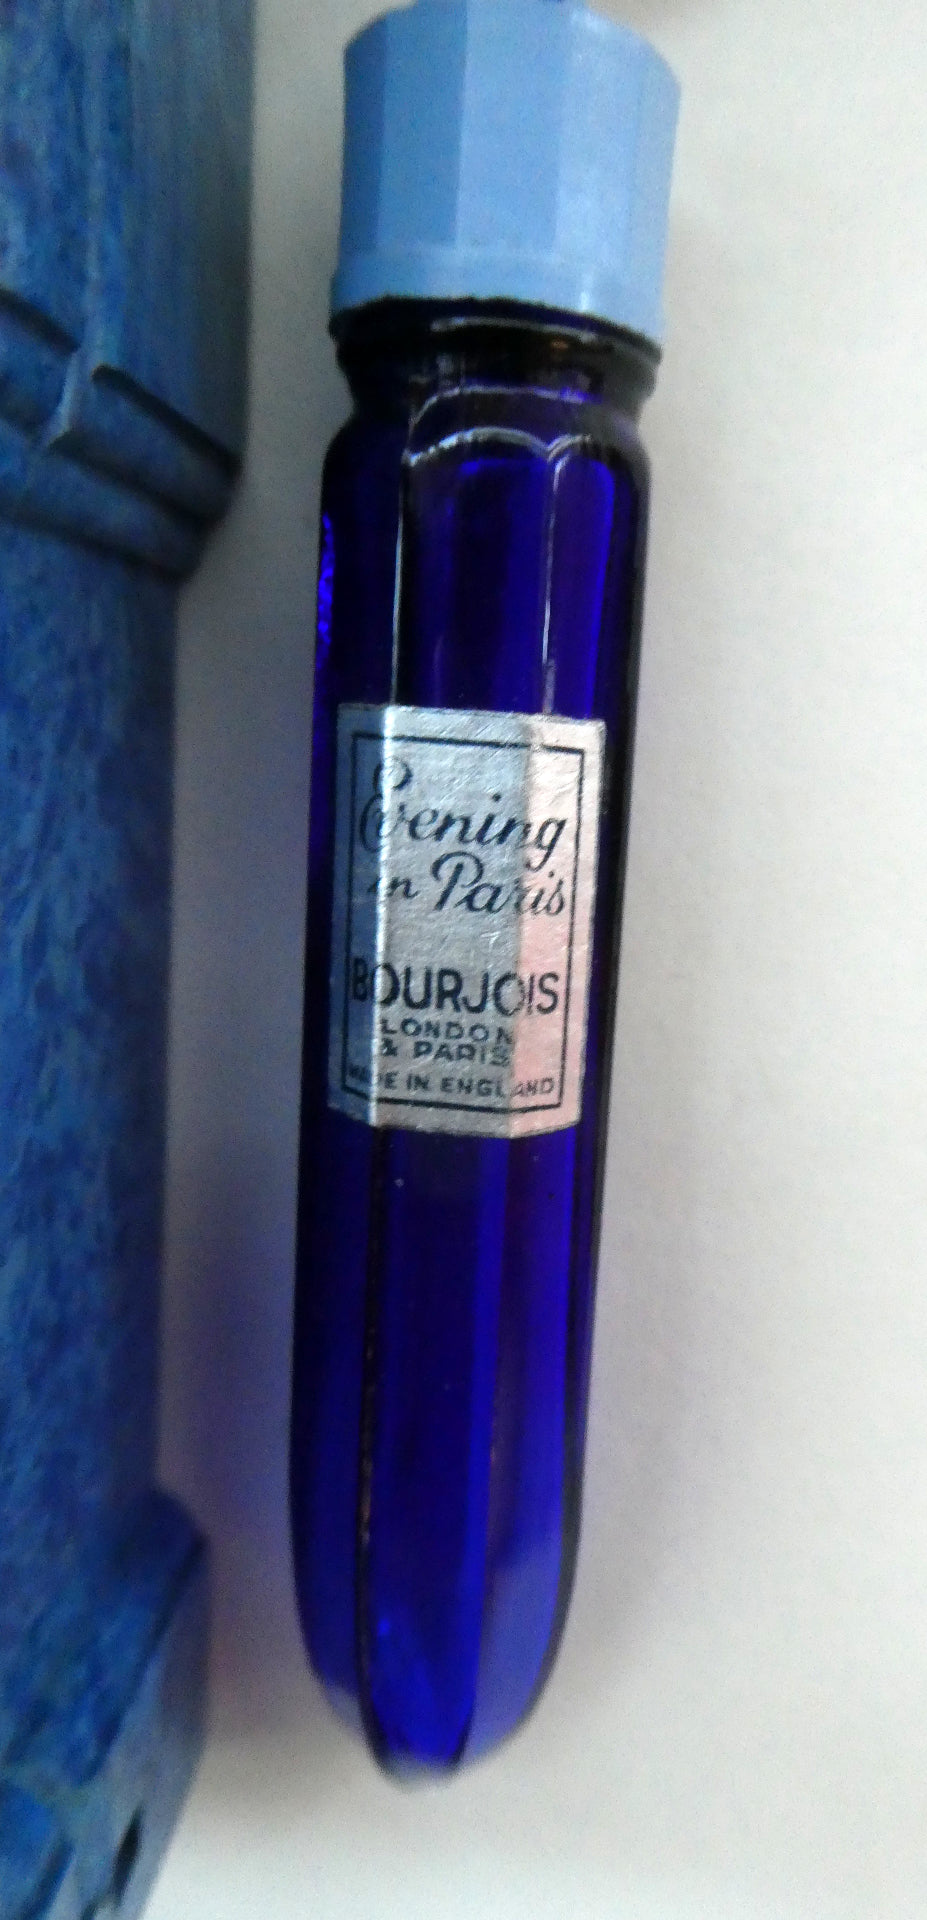 Evening
in Paris
BOURJOIS
LONDON
& PARIS
MADE IN ENGLAND